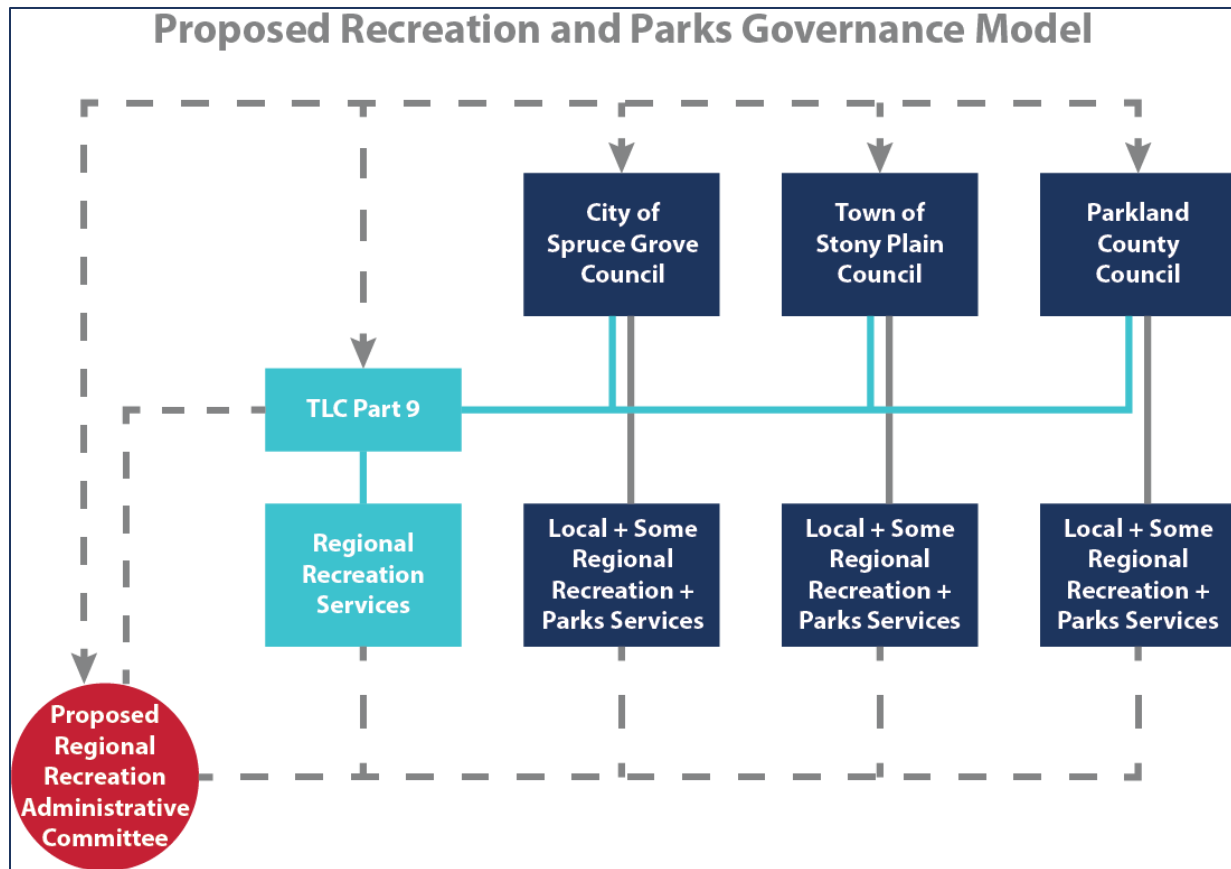 Proposed Recreation and Parks Governance Model
City of
Spruce Grove
Council
Town of
Stony Plain
Council
Parkland
County
Council
TLC Part 9
Regional
Recreation
Services
Local + Some
Regional
Recreation +
Parks Services
Local + Some
Regional
Recreation +
Parks Services
Local + Some
Regional
Recreation +
Parks Services
Proposed
Regional
Recreation
Administrative
Committee